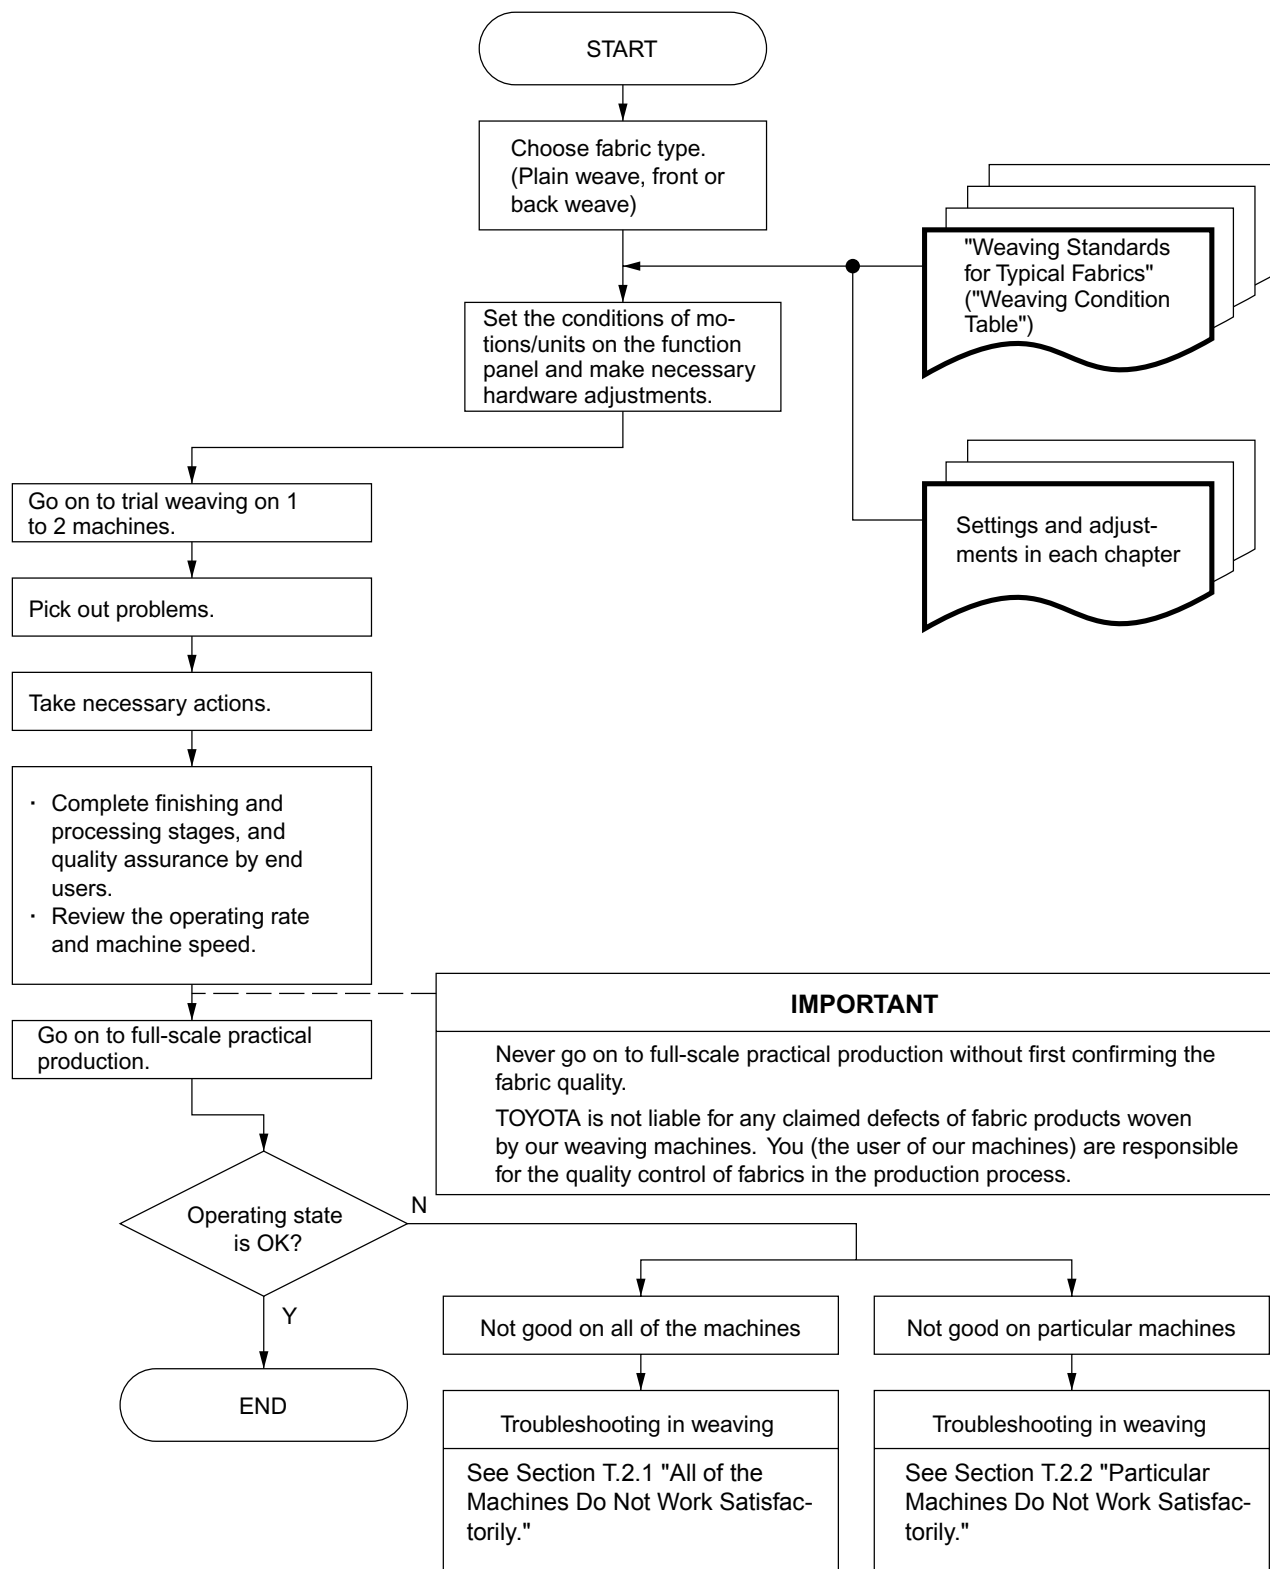 START
Choose fabric type.
(Plain weave, front or
back weave)
"Weaving Standards
for Typical Fabrics"
("Weaving Condition
Table")
Set the conditions of mo-
tions/units on the function
panel and make necessary
hardware adjustments.
Settings and adjust-
ments in each chapter
Go on to trial weaving on 1
to 2 machines.
Pick out problems.
Take necessary actions.
· Complete finishing and
processing stages, and
quality assurance by end
users.
· Review the operating rate
and machine speed.
Go on to full-scale practical
production.
IMPORTANT
Never go on to full-scale practical production without first confirming the
fabric quality.
TOYOTA is not liable for any claimed defects of fabric products woven
by our weaving machines.  You (the user of our machines) are responsible
for the quality control of fabrics in the production process.
Operating state
is OK?
N
Y
END
Not good on all of the machines
Troubleshooting in weaving
See Section T.2.1 "All of the
Machines Do Not Work Satisfac-
torily."
Not good on particular machines
Troubleshooting in weaving
See Section T.2.2 "Particular
Machines Do Not Work Satisfac-
torily."